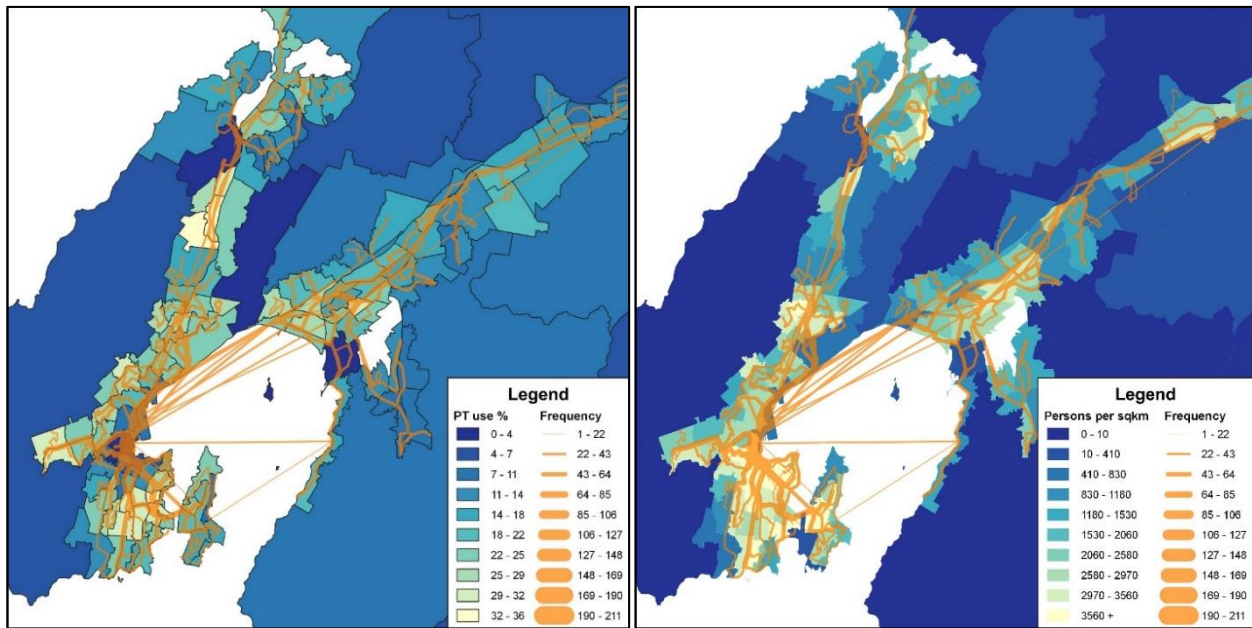 Legend
PT use % Frequency
0 - 4 1 - 22
4 - 7 22 - 43
7 - 11 43 - 64
11 - 14 64 - 85
14 - 18 85 - 106
18 - 22 106 - 127
22 - 25 127 - 148
25 - 29 148 - 169
29 - 32 169 - 190
32 - 36 190 - 211
Legend
Persons per sqkm Frequency
0 - 10 1 - 22
10 - 410 22 - 43
410 - 830 43 - 64
830 - 1180 64 - 85
1180 - 1530 85 - 106
1530 - 2060 106 - 127
2060 - 2580 127 - 148
2580 - 2970 148 - 169
2970 - 3560 169 - 190
3560 + 190 - 211